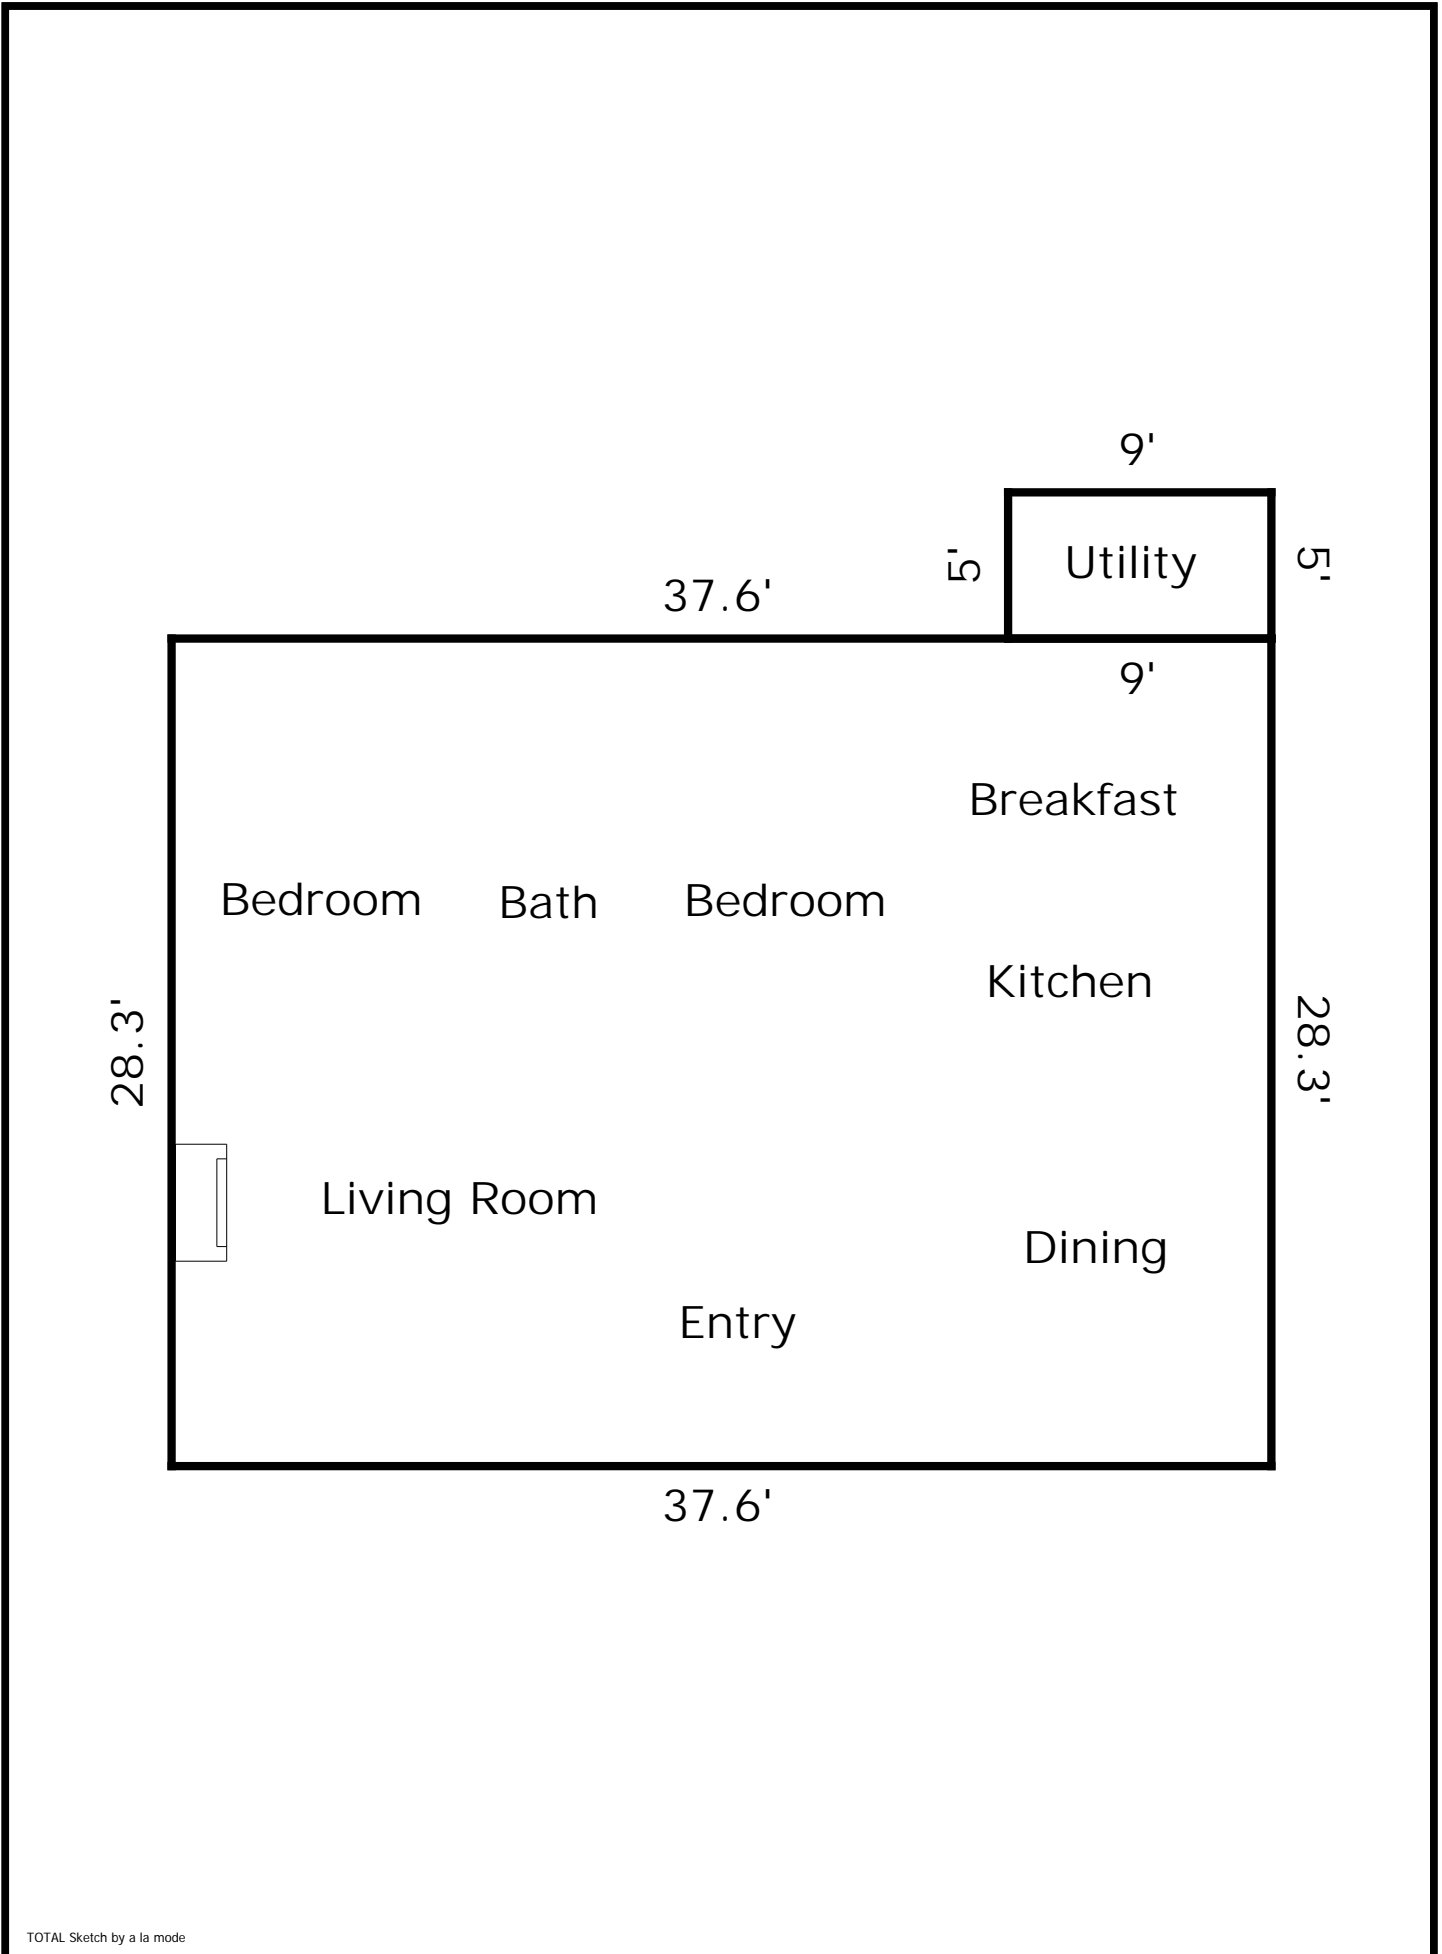 9'
5'
Utility
5'
37.6'
9'
Breakfast
Bedroom
Bath
Bedroom
Kitchen
28.3'
28.3'
Living Room
Dining
Entry
37.6'
TOTAL Sketch by a la mode